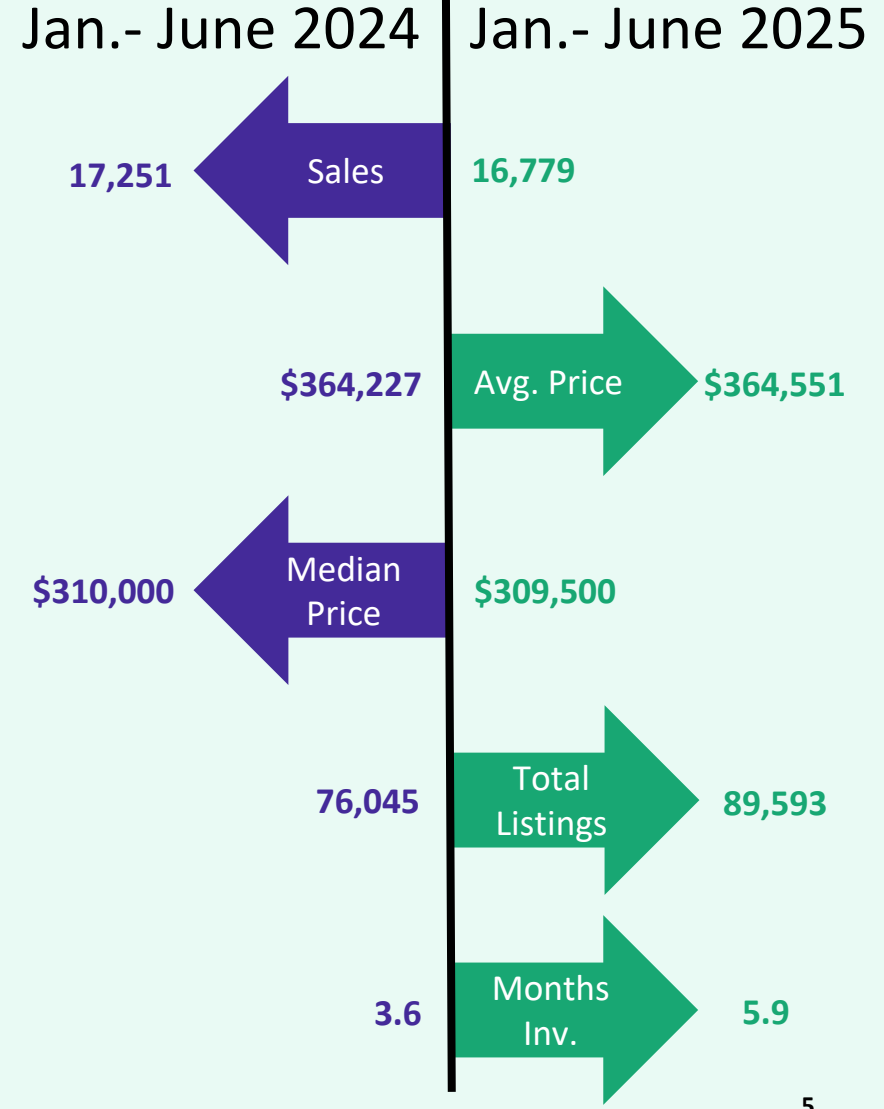 Jan.- June 2024
Jan.- June 2025
17,251
Sales
16,779
$364,227
Avg. Price
$364,551
$310,000
Median
Price
$309,500
76,045
Total
Listings
89,593
3.6
Months
Inv.
5.9
5